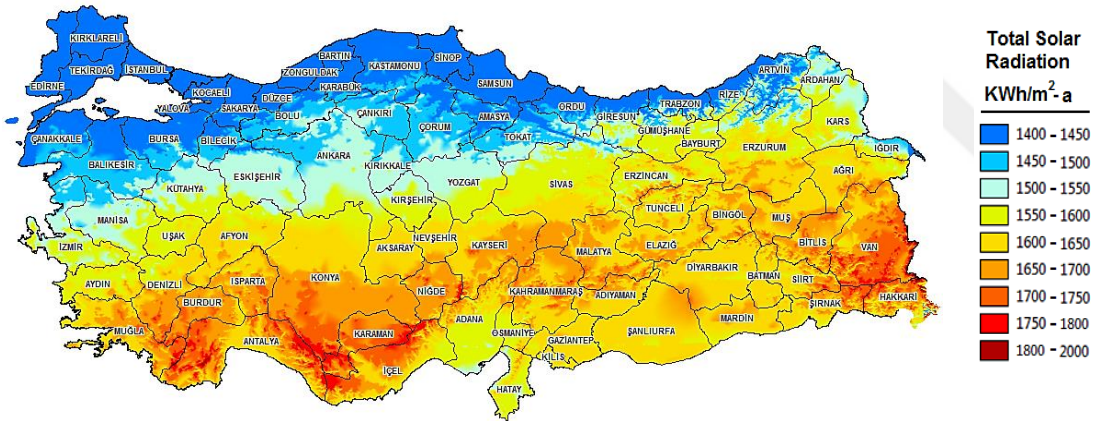 KIRKLARELİ
TEKİRDAĞ
İSTANBUL
EDİRNE
KOCAELİ
YALOVA
SAKARYA
DÜZCE
ZONGULDAK
BARTIN
KARABÜK
KASTAMONU
SİNOP
SAMSUN
BOLU
ÇANKIRI
ÇORUM
AMASYA
TOKAT
ORDU
GİRESUN
TRABZON
RİZE
ARTVİN
ARDAHAN
KARS
IĞDIR
GÜMÜŞHANE
BAYBURT
ERZURUM
ÇANAKKALE
BALIKESİR
BURSA
BİLECİK
ESKİŞEHİR
ANKARA
KIRIKKALE
YOZGAT
SİVAS
ERZİNCAN
AĞRI
KÜTAHYA
KIRŞEHİR
TUNCELİ
BİNGÖL
MUŞ
MANİSA
UŞAK
AFYON
İZMİR
AKSARAY
NEVŞEHİR
KAYSERİ
MALATYA
ELAZIĞ
BİTLİS
VAN
AYDIN
DENİZLİ
ISPARTA
BURDUR
KONYA
NİĞDE
KAHRAMANMARAŞ
ADIYAMAN
DİYARBAKIR
BATMAN
SİİRT
ŞIRNAK
HAKKARİ
MUĞLA
ANTALYA
KARAMAN
İÇEL
ADANA
OSMANİYE
GAZİANTEP
KİLİS
ŞANLIURFA
MARDİN
HATAY
Total Solar
Radiation
KWh/m²-a
1400 - 1450
1450 - 1500
1500 - 1550
1550 - 1600
1600 - 1650
1650 - 1700
1700 - 1750
1750 - 1800
1800 - 2000